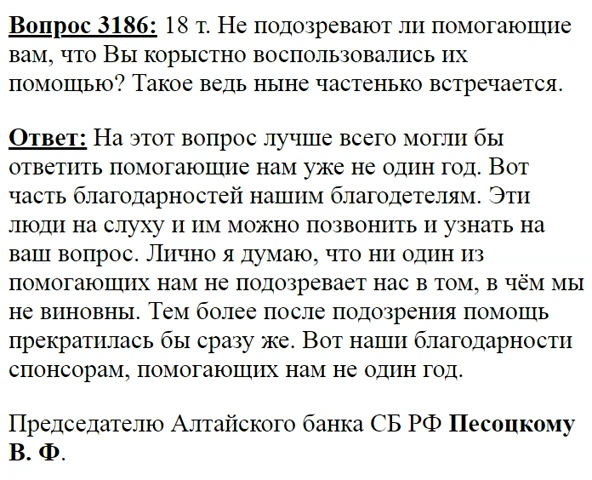 Вопрос 3186: 18 т. Не подозревают ли помогающие
вам, что Вы корыстно воспользовались их
помощью? Такое ведь ныне частенько встречается.
Ответ: На этот вопрос лучше всего могли бы
ответить помогающие нам уже не один год. Вот
часть благодарностей нашим благодетелям. Эти
люди на слуху и им можно позвонить и узнать на
ваш вопрос. Лично я думаю, что ни один из
помогающих нам не подозревает нас в том, в чём мы
не виновны. Тем более после подозрения помощь
прекратилась бы сразу же. Вот наши благодарности
спонсорам, помогающих нам не один год.
Председателю Алтайского банка СБ РФ Песоцкому
В. Ф.